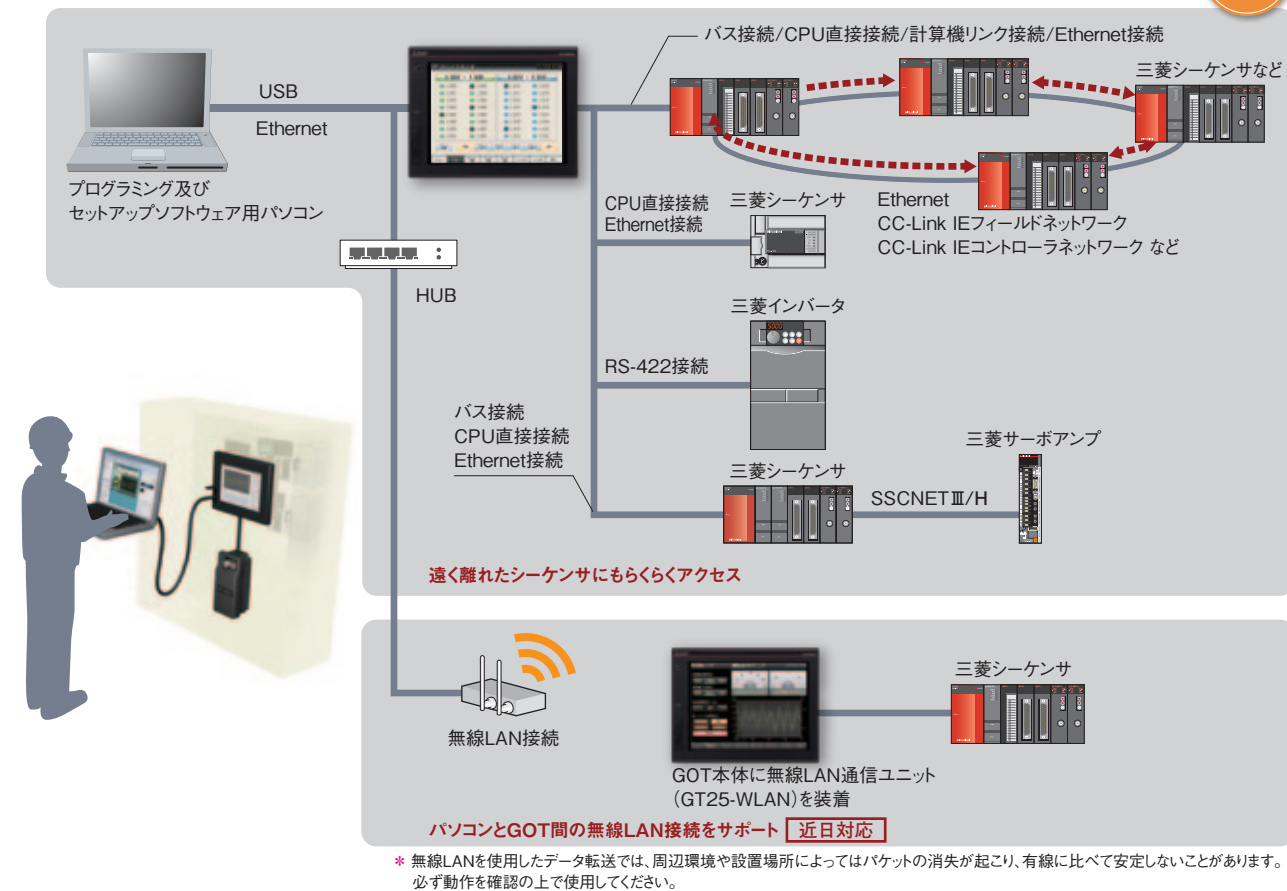 バス接続/CPU直接接続/計算機リンク接続/Ethernet接続
三菱シーケンサなど
USB
Ethernet
プログラミング及び
セットアップソフトウェア用パソコン
CPU直接接続
Ethernet接続
三菱シーケンサ
Ethernet
CC-Link IEフィールドネットワーク
CC-Link IEコントローラネットワーク など
HUB
三菱インバータ
5000
RS-422接続
バス接続
CPU直接接続
Ethernet接続
三菱シーケンサ
SSCNETⅢ/H
三菱サーボアンプ
遠く離れたシーケンサにもらくらくアクセス
無線LAN接続
三菱シーケンサ
GOT本体に無線LAN通信ユニット
(GT25-WLAN)を装着
パソコンとGOT間の無線LAN接続をサポート 近日対応
* 無線LANを使用したデータ転送では、周辺環境や設置場所によってはパケットの消失が起こり、有線に比べて安定しないことがあります。
必ず動作を確認の上で使用してください。